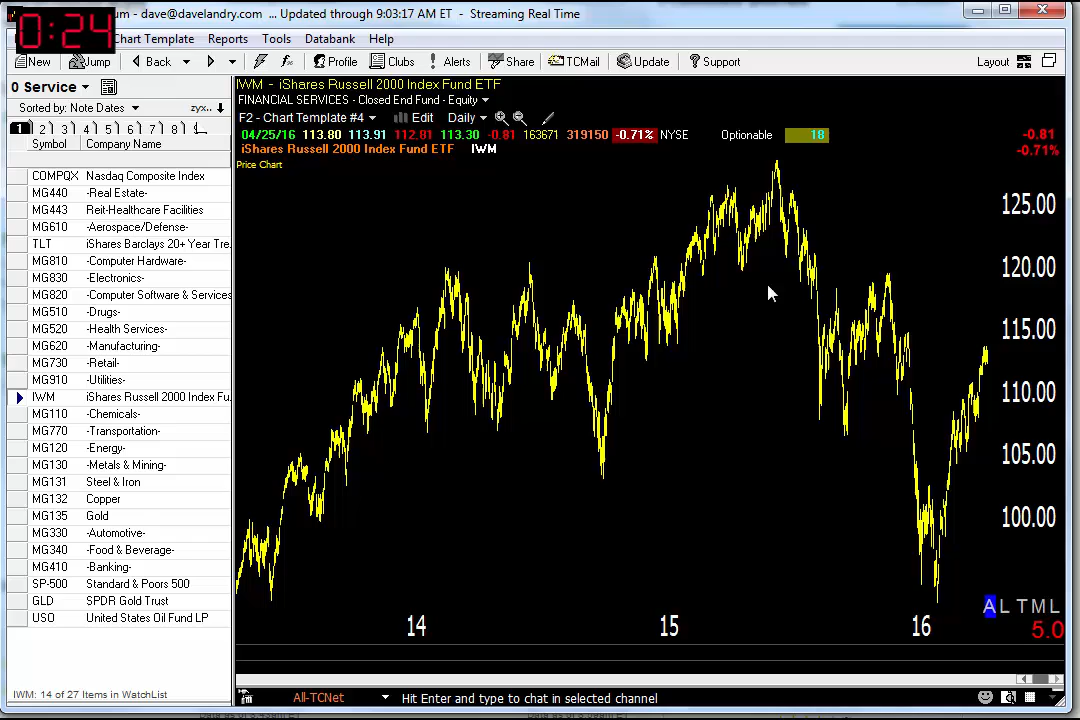 0:24
um - dave@davelandry.com ... Updated through 9:03:17 AM ET - Streaming Real Time
Chart Template Reports Tools Databank Help
New Jump Back Profile Clubs Alerts Share TCMail Update Support Layout
0 Service
Sorted by: Note Dates zyx..
1 2 3 4 5 6 7 8
Symbol Company Name
COMPQX Nasdaq Composite Index
MG440 -Real Estate-
MG443 Reit-Healthcare Facilities
MG610 -Aerospace/Defense-
TLT iShares Barclays 20+ Year Tre.
MG810 -Computer Hardware-
MG830 -Electronics-
MG820 -Computer Software & Services
MG510 -Drugs-
MG520 -Health Services-
MG620 -Manufacturing-
MG730 -Retail-
MG910 -Utilities-
IWM iShares Russell 2000 Index Fu.
MG110 -Chemicals-
MG770 -Transportation-
MG120 -Energy-
MG130 -Metals & Mining-
MG131 Steel & Iron
MG132 Copper
MG135 Gold
MG330 -Automotive-
MG340 -Food & Beverage-
MG410 -Banking-
SP-500 Standard & Poors 500
GLD SPDR Gold Trust
USO United States Oil Fund LP
IWM: 14 of 27 Items in WatchList
IWM - iShares Russell 2000 Index Fund ETF
FINANCIAL SERVICES - Closed End Fund - Equity
F2 - Chart Template #4 Edit Daily
04/25/16 113.80 113.91 112.81 113.30 -0.81 163671 319150 -0.71% NYSE Optionable 18 -0.81
iShares Russell 2000 Index Fund ETF IWM -0.71%
Price Chart
125.00
120.00
115.00
110.00
105.00
100.00
A L T M L
14 15 16 5.0
All-TCNet Hit Enter and type to chat in selected channel